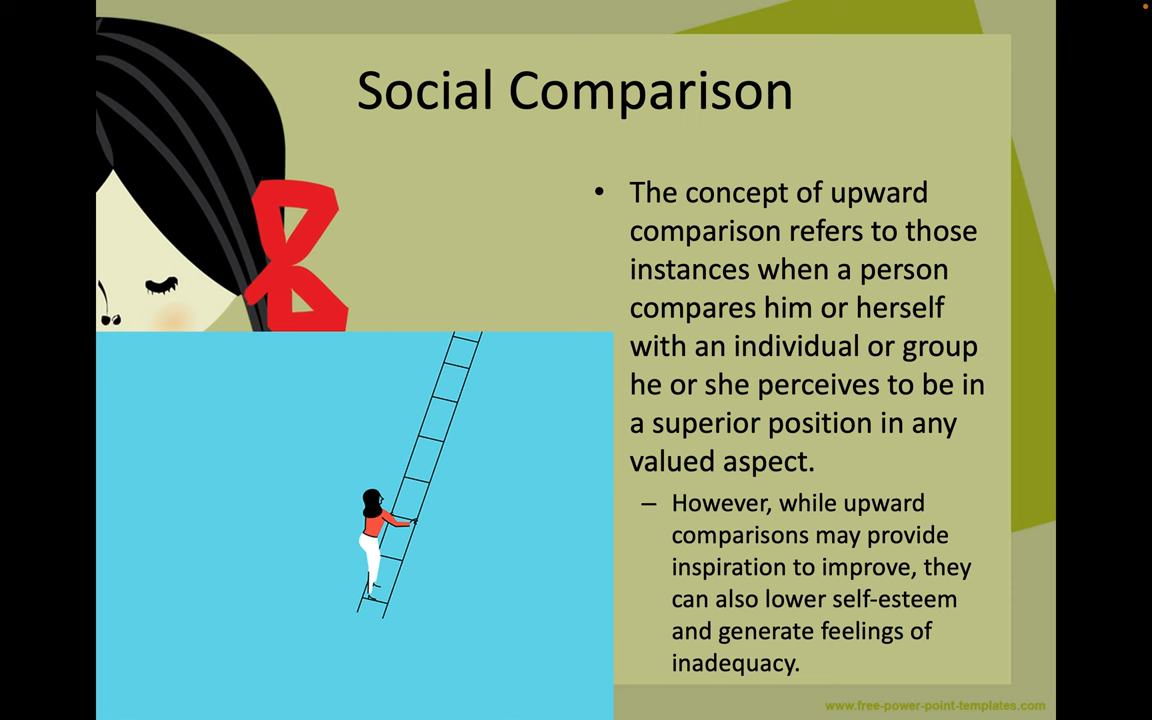 Social Comparison
• The concept of upward
comparison refers to those
instances when a person
compares him or herself
with an individual or group
he or she perceives to be in
a superior position in any
valued aspect.
– However, while upward
comparisons may provide
inspiration to improve, they
can also lower self-esteem
and generate feelings of
inadequacy.
www.free-power-point-templates.com